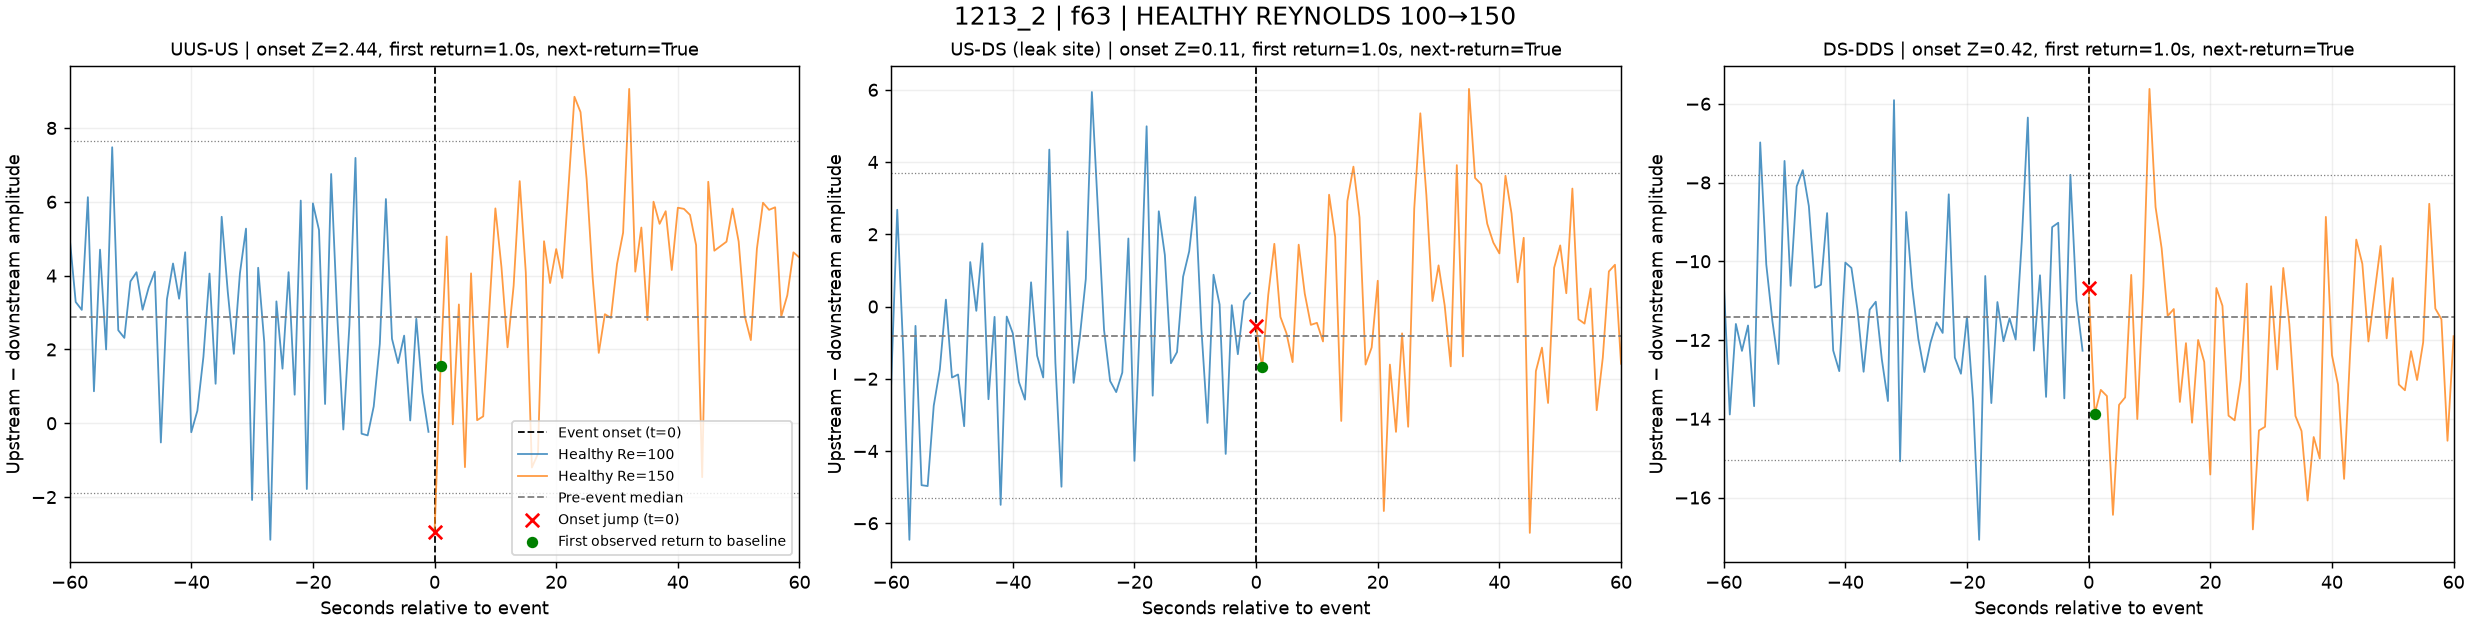 1213_2 | f63 | HEALTHY REYNOLDS 100→150
UUS-US | onset Z=2.44, first return=1.0s, next-return=True
Upstream − downstream amplitude
8
6
4
2
0
−2
−60
−40
−20
0
20
40
60
Seconds relative to event
Event onset (t=0)
Healthy Re=100
Healthy Re=150
Pre-event median
Onset jump (t=0)
First observed return to baseline
US-DS (leak site) | onset Z=0.11, first return=1.0s, next-return=True
Upstream − downstream amplitude
6
4
2
0
−2
−4
−6
−60
−40
−20
0
20
40
60
Seconds relative to event
DS-DDS | onset Z=0.42, first return=1.0s, next-return=True
Upstream − downstream amplitude
−6
−8
−10
−12
−14
−16
−60
−40
−20
0
20
40
60
Seconds relative to event